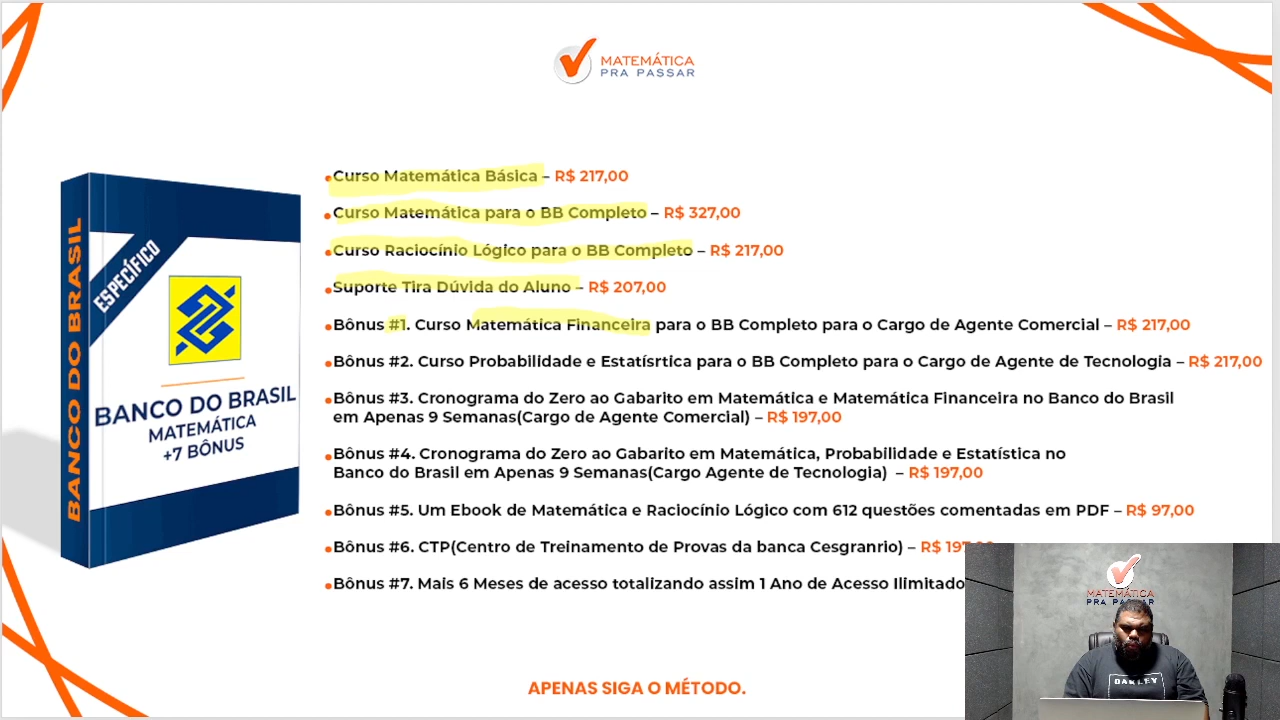 MATEMÁTICA
PRA PASSAR
BANCO DO BRASIL
ESPECÍFICO
BANCO DO BRASIL
MATEMÁTICA
+7 BÔNUS
•Curso Matemática Básica – R$ 217,00
•Curso Matemática para o BB Completo – R$ 327,00
•Curso Raciocínio Lógico para o BB Completo – R$ 217,00
•Suporte Tira Dúvida do Aluno – R$ 207,00
•Bônus #1. Curso Matemática Financeira para o BB Completo para o Cargo de Agente Comercial – R$ 217,00
•Bônus #2. Curso Probabilidade e Estatísrtica para o BB Completo para o Cargo de Agente de Tecnologia – R$ 217,00
•Bônus #3. Cronograma do Zero ao Gabarito em Matemática e Matemática Financeira no Banco do Brasil
em Apenas 9 Semanas(Cargo de Agente Comercial) – R$ 197,00
•Bônus #4. Cronograma do Zero ao Gabarito em Matemática, Probabilidade e Estatística no
Banco do Brasil em Apenas 9 Semanas(Cargo Agente de Tecnologia) – R$ 197,00
•Bônus #5. Um Ebook de Matemática e Raciocínio Lógico com 612 questões comentadas em PDF – R$ 97,00
•Bônus #6. CTP(Centro de Treinamento de Provas da banca Cesgranrio) – R$
•Bônus #7. Mais 6 Meses de acesso totalizando assim 1 Ano de Acesso Ilimitado
MATEMÁTICA
PRA PASSAR
OAKLEY
APENAS SIGA O MÉTODO.